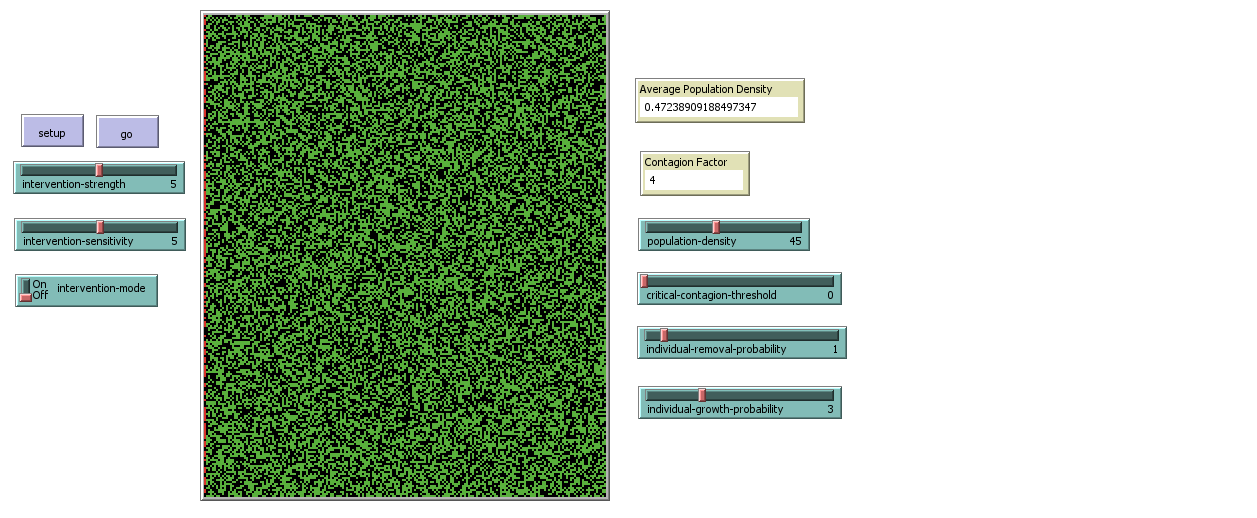 setup
go
intervention-strength 5
intervention-sensitivity 5
On
Off
intervention-mode
Average Population Density
0.47238909188497347
Contagion Factor
4
population-density 45
critical-contagion-threshold 0
individual-removal-probability 1
individual-growth-probability 3